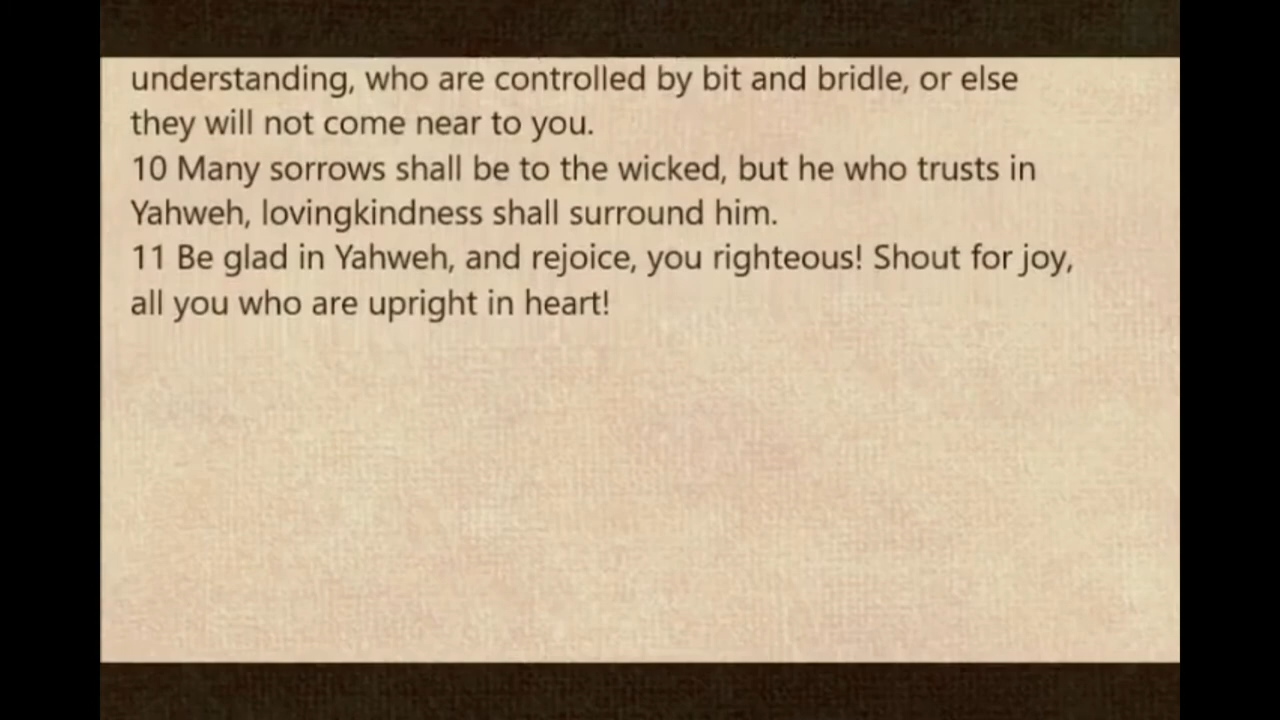 understanding, who are controlled by bit and bridle, or else
they will not come near to you.
10 Many sorrows shall be to the wicked, but he who trusts in
Yahweh, lovingkindness shall surround him.
11 Be glad in Yahweh, and rejoice, you righteous! Shout for joy,
all you who are upright in heart!